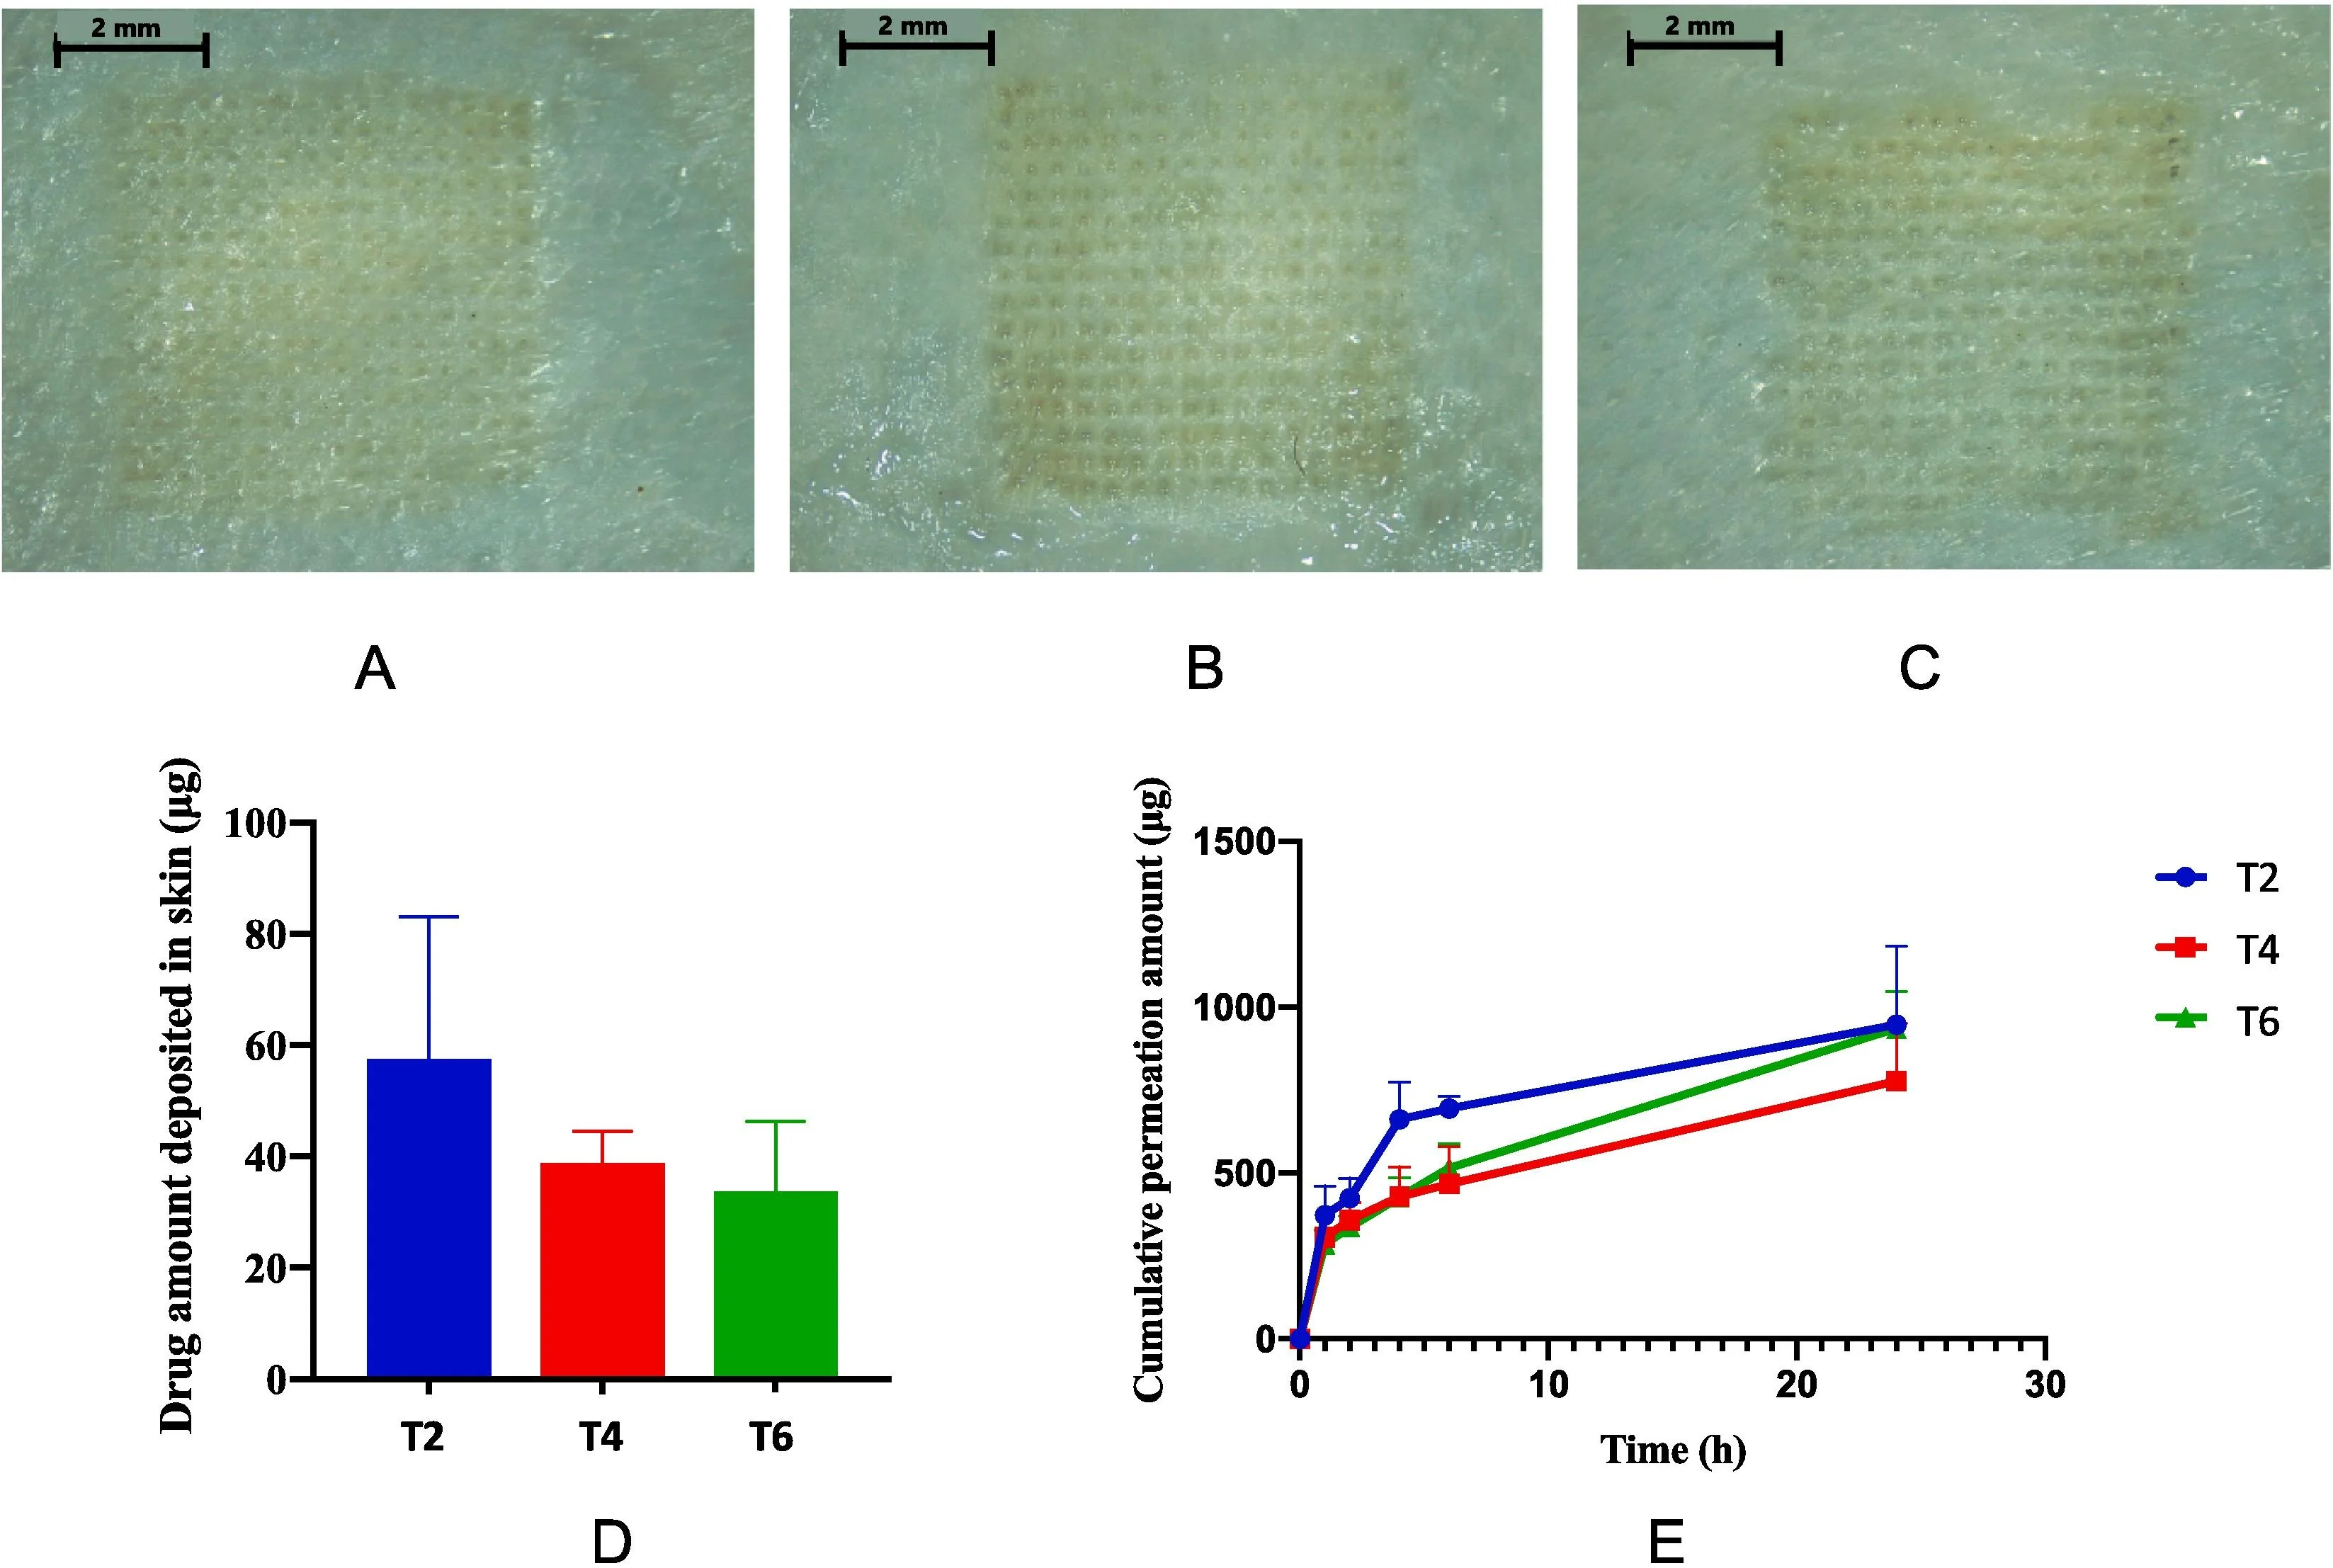 2 mm
2 mm
2 mm
A
B
C
Drug amount deposited in skin (µg)
100
80
60
40
20
0
T2
T4
T6
D
Cumulative permeation amount (µg)
1500
1000
500
0
0
10
20
30
Time (h)
T2
T4
T6
E